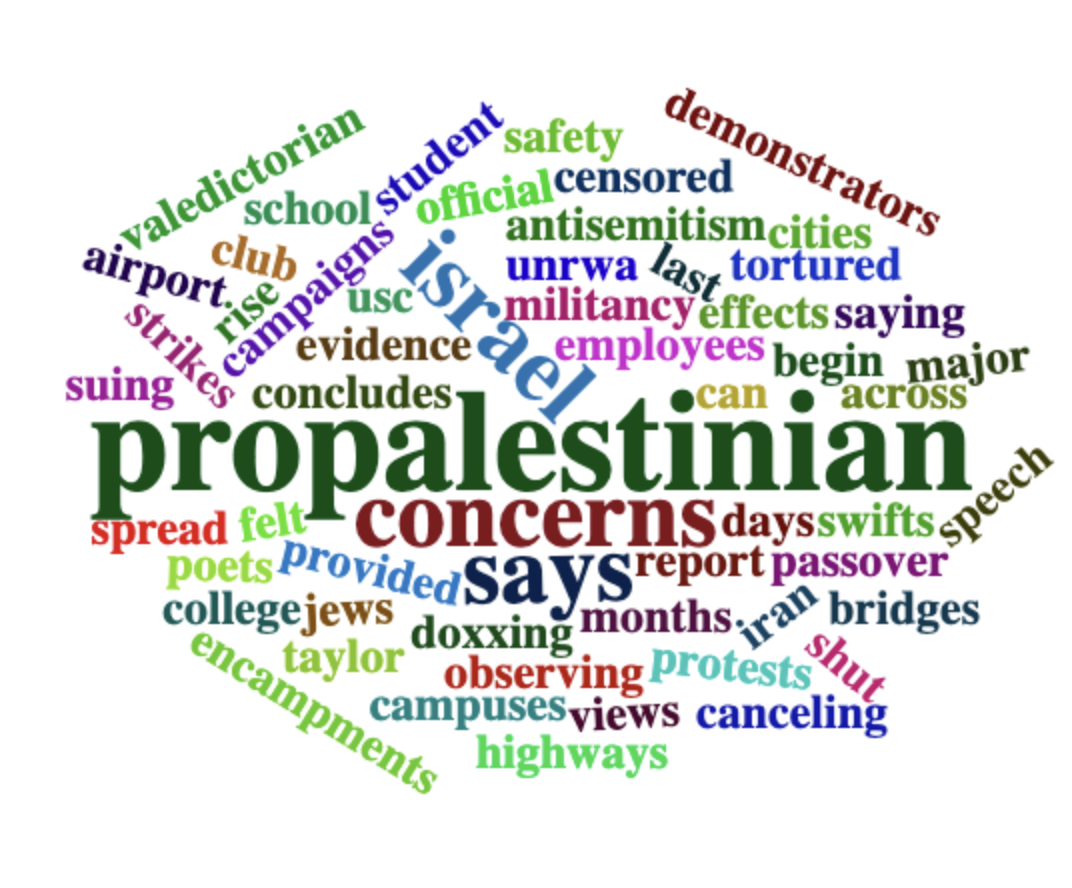 demonstrators
valedictorian
student
safety
school
official
censored
antisemitism
cities
airport
club
campaigns
israel
unrwa
last
tortured
rise
usc
militancy
effects
saying
strikes
evidence
employees
begin
major
suing
concludes
can
across
propalestinian
speech
spread
felt
concerns
days
swifts
poets
provided
says
report
passover
college
jews
doxxing
months
iran
bridges
encampments
taylor
observing
protests
shut
campuses
views
canceling
highways